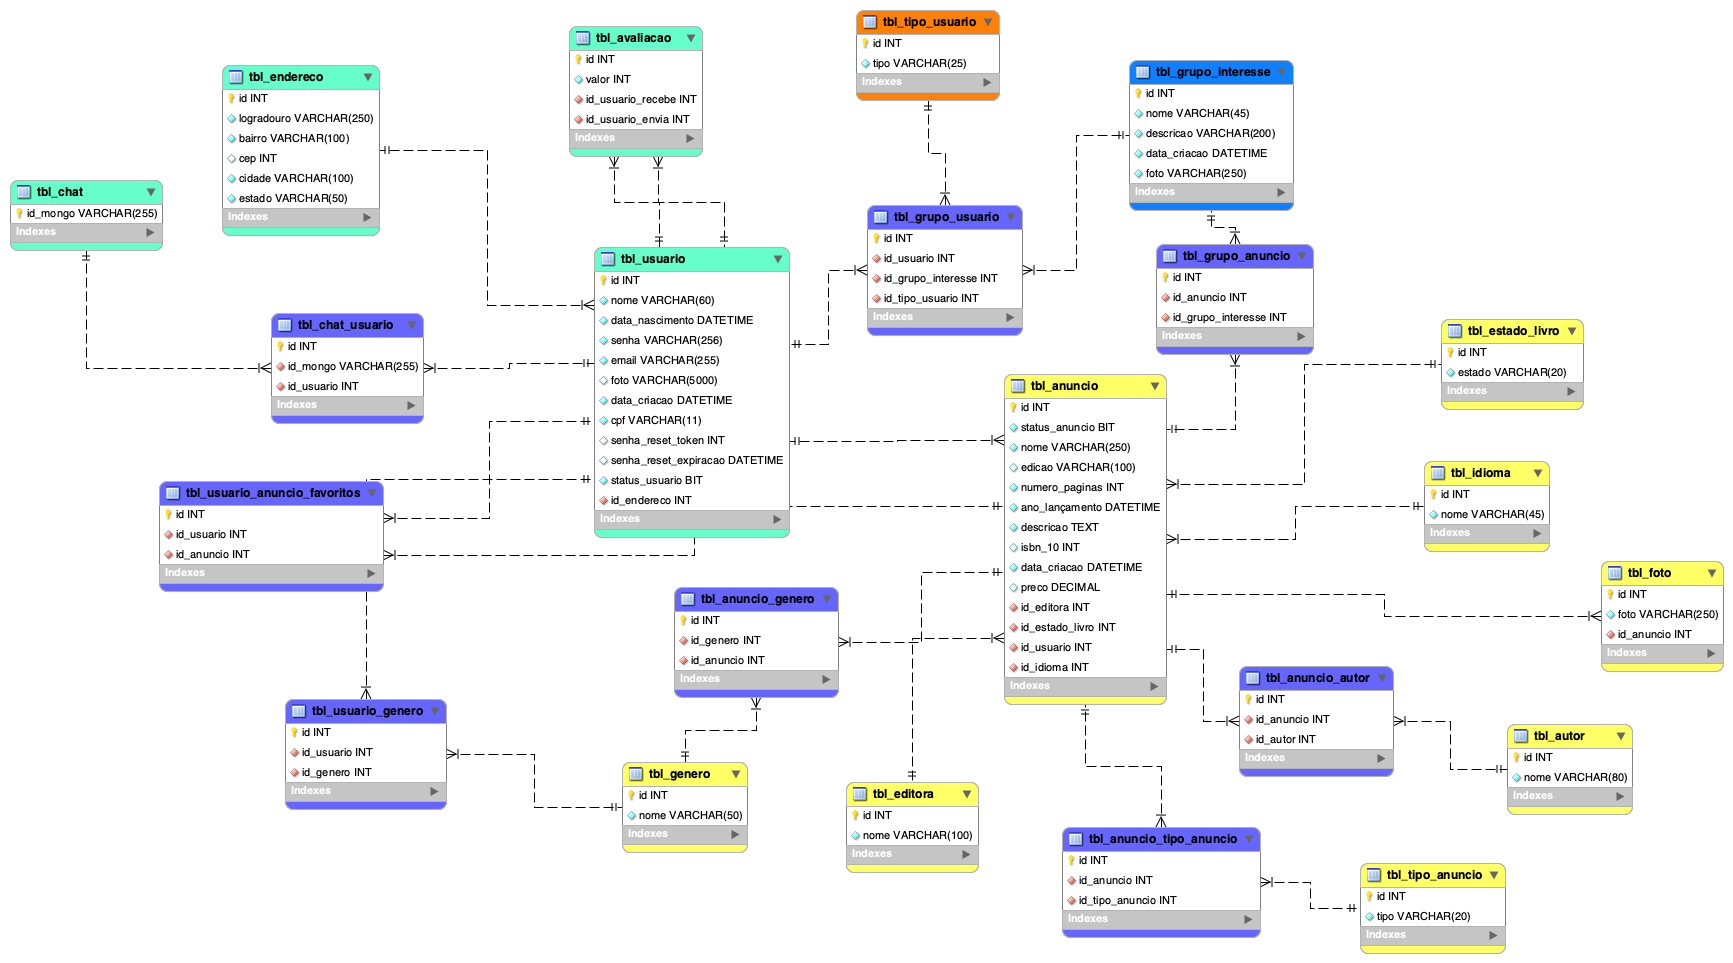 tbl_tipo_usuario
id INT
tipo VARCHAR(25)
Indexes
tbl_avaliacao
id INT
valor INT
id_usuario_recebe INT
id_usuario_envia INT
Indexes
tbl_endereco
id INT
logradouro VARCHAR(250)
bairro VARCHAR(100)
cep INT
cidade VARCHAR(100)
estado VARCHAR(50)
Indexes
tbl_grupo_interesse
id INT
nome VARCHAR(45)
descricao VARCHAR(200)
data_criacao DATETIME
foto VARCHAR(250)
Indexes
tbl_chat
id_mongo VARCHAR(255)
Indexes
tbl_grupo_usuario
id INT
id_usuario INT
id_grupo_interesse INT
id_tipo_usuario INT
Indexes
tbl_usuario
id INT
nome VARCHAR(60)
data_nascimento DATETIME
senha VARCHAR(256)
email VARCHAR(255)
foto VARCHAR(5000)
data_criacao DATETIME
cpf VARCHAR(11)
senha_reset_token INT
senha_reset_expiracao DATETIME
status_usuario BIT
id_endereco INT
Indexes
tbl_grupo_anuncio
id INT
id_anuncio INT
id_grupo_interesse INT
Indexes
tbl_chat_usuario
id INT
id_mongo VARCHAR(255)
id_usuario INT
Indexes
tbl_estado_livro
id INT
estado VARCHAR(20)
Indexes
tbl_anuncio
id INT
status_anuncio BIT
nome VARCHAR(250)
edicao VARCHAR(100)
numero_paginas INT
ano_lançamento DATETIME
descricao TEXT
isbn_10 INT
data_criacao DATETIME
preco DECIMAL
id_editora INT
id_estado_livro INT
id_usuario INT
id_idioma INT
Indexes
tbl_idioma
id INT
nome VARCHAR(45)
Indexes
tbl_usuario_anuncio_favoritos
id INT
id_usuario INT
id_anuncio INT
Indexes
tbl_foto
id INT
foto VARCHAR(250)
id_anuncio INT
Indexes
tbl_anuncio_genero
id INT
id_genero INT
id_anuncio INT
Indexes
tbl_anuncio_autor
id INT
id_anuncio INT
id_autor INT
Indexes
tbl_usuario_genero
id INT
id_usuario INT
id_genero INT
Indexes
tbl_autor
id INT
nome VARCHAR(80)
Indexes
tbl_genero
id INT
nome VARCHAR(50)
Indexes
tbl_editora
id INT
nome VARCHAR(100)
Indexes
tbl_anuncio_tipo_anuncio
id INT
id_anuncio INT
id_tipo_anuncio INT
Indexes
tbl_tipo_anuncio
id INT
tipo VARCHAR(20)
Indexes